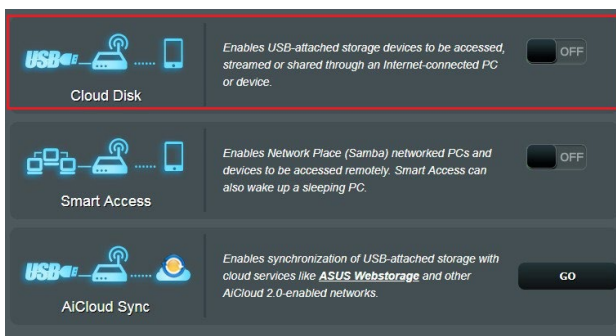 Enables USB-attached storage devices to be accessed,
streamed or shared through an Internet-connected PC
or device.
OFF
USB
Cloud Disk
Enables Network Place (Samba) networked PCs and
devices to be accessed remotely. Smart Access can
also wake up a sleeping PC.
OFF
Smart Access
Enables synchronization of USB-attached storage with
cloud services like ASUS Webstorage and other
AiCloud 2.0-enabled networks.
GO
USB
AiCloud Sync